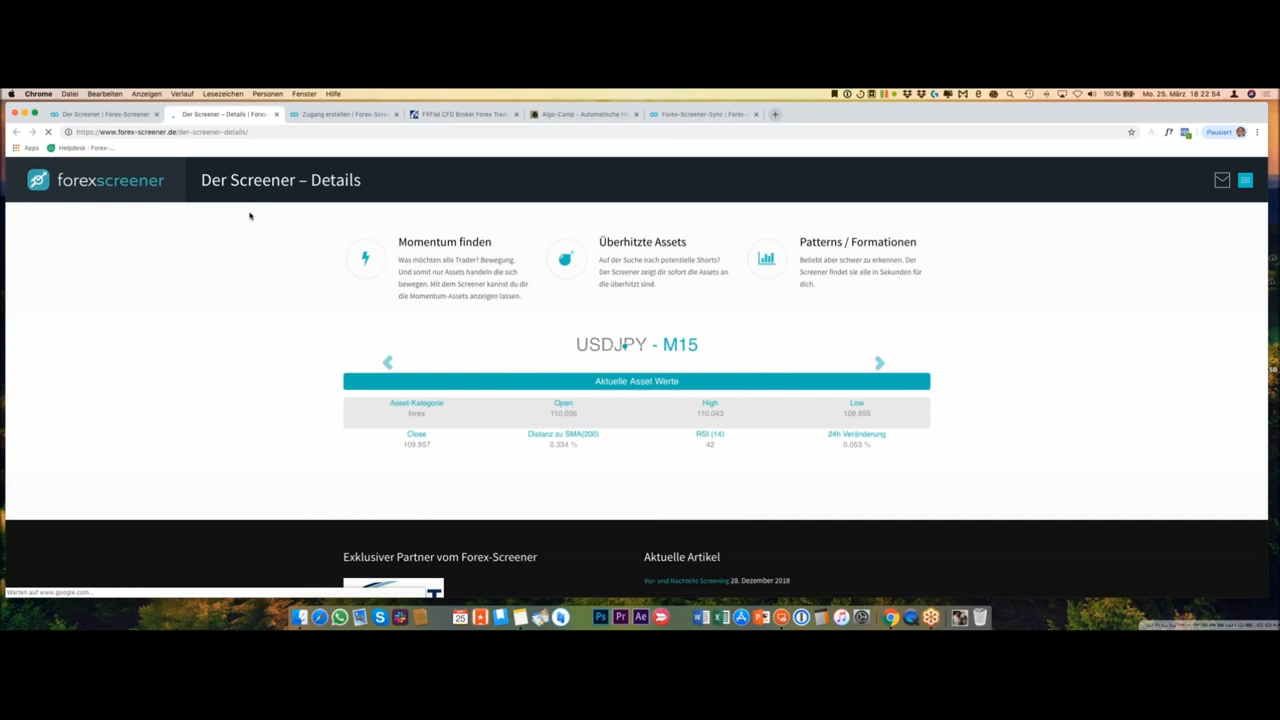 Chrome Datei Bearbeiten Anzeigen Verlauf Lesezeichen Personen Fenster Hilfe 100 % Mo. 25. März 18 22 54
Der Screener | Forex-Screener Der Screener – Details | Forex Zugang erstellen | Forex-Scre FXFlat CFD Broker Forex Tradi Algo-Camp - Automatische Ha Forex-Screener-Sync | Forex-
https://www.forex-screener.de/der-screener-details/ Pausiert
Apps Helpdesk : Forex-...
forexscreener Der Screener – Details
Momentum finden Überhitzte Assets Patterns / Formationen
Was möchten alle Trader? Bewegung. Auf der Suche nach potentielle Shorts? Beliebt aber schwer zu erkennen. Der
Und somit nur Assets handeln die sich Der Screener zeigt dir sofort die Assets an Screener findet sie alle in Sekunden für
bewegen. Mit dem Screener kannst du dir die überhitzt sind. dich.
die Momentum-Assets anzeigen lassen.
USDJPY - M15
Aktuelle Asset Werte
Asset-Kategorie Open High Low
forex 110.036 110.043 109.955
Close Distanz zu SMA(200) RSI (14) 24h Veränderung
109.957 0.334 % 42 0.053 %
Exklusiver Partner vom Forex-Screener Aktuelle Artikel
Vor- und Nachteile Screening 28. Dezember 2018
Warten auf www.google.com...
25 Ps Pr Ae